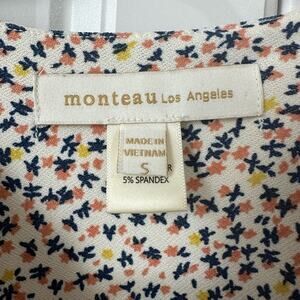 monteau Los Angeles
MADE IN
VIETNAM
S
R
5% SPANDEX